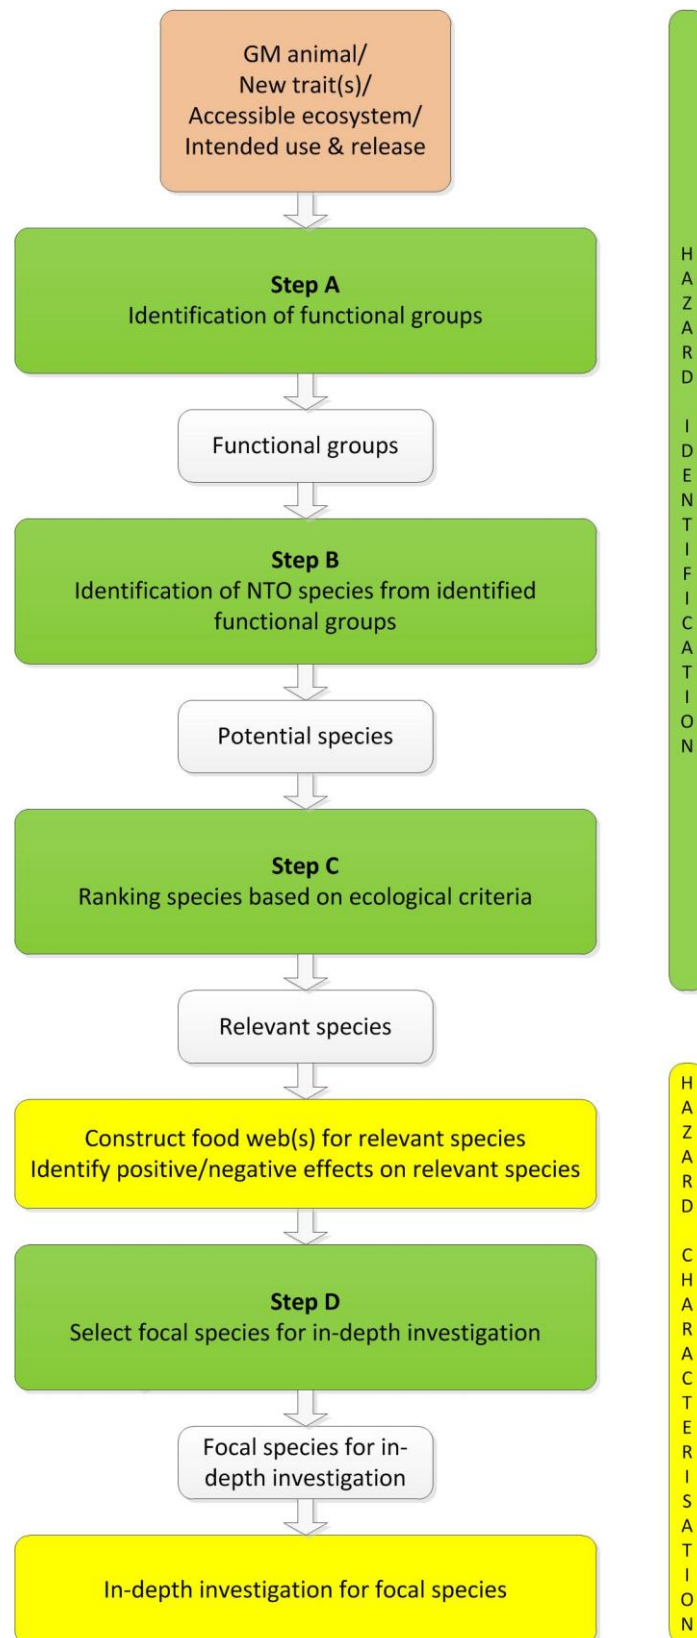 GM animal/
New trait(s)/
Accessible ecosystem/
Intended use & release
Step A
Identification of functional groups
Functional groups
Step B
Identification of NTO species from identified
functional groups
Potential species
Step C
Ranking species based on ecological criteria
Relevant species
Construct food web(s) for relevant species
Identify positive/negative effects on relevant species
Step D
Select focal species for in-depth investigation
Focal species for in-
depth investigation
In-depth investigation for focal species
HAZARD IDENTIFICATION
HAZARD CHARACTERISATION